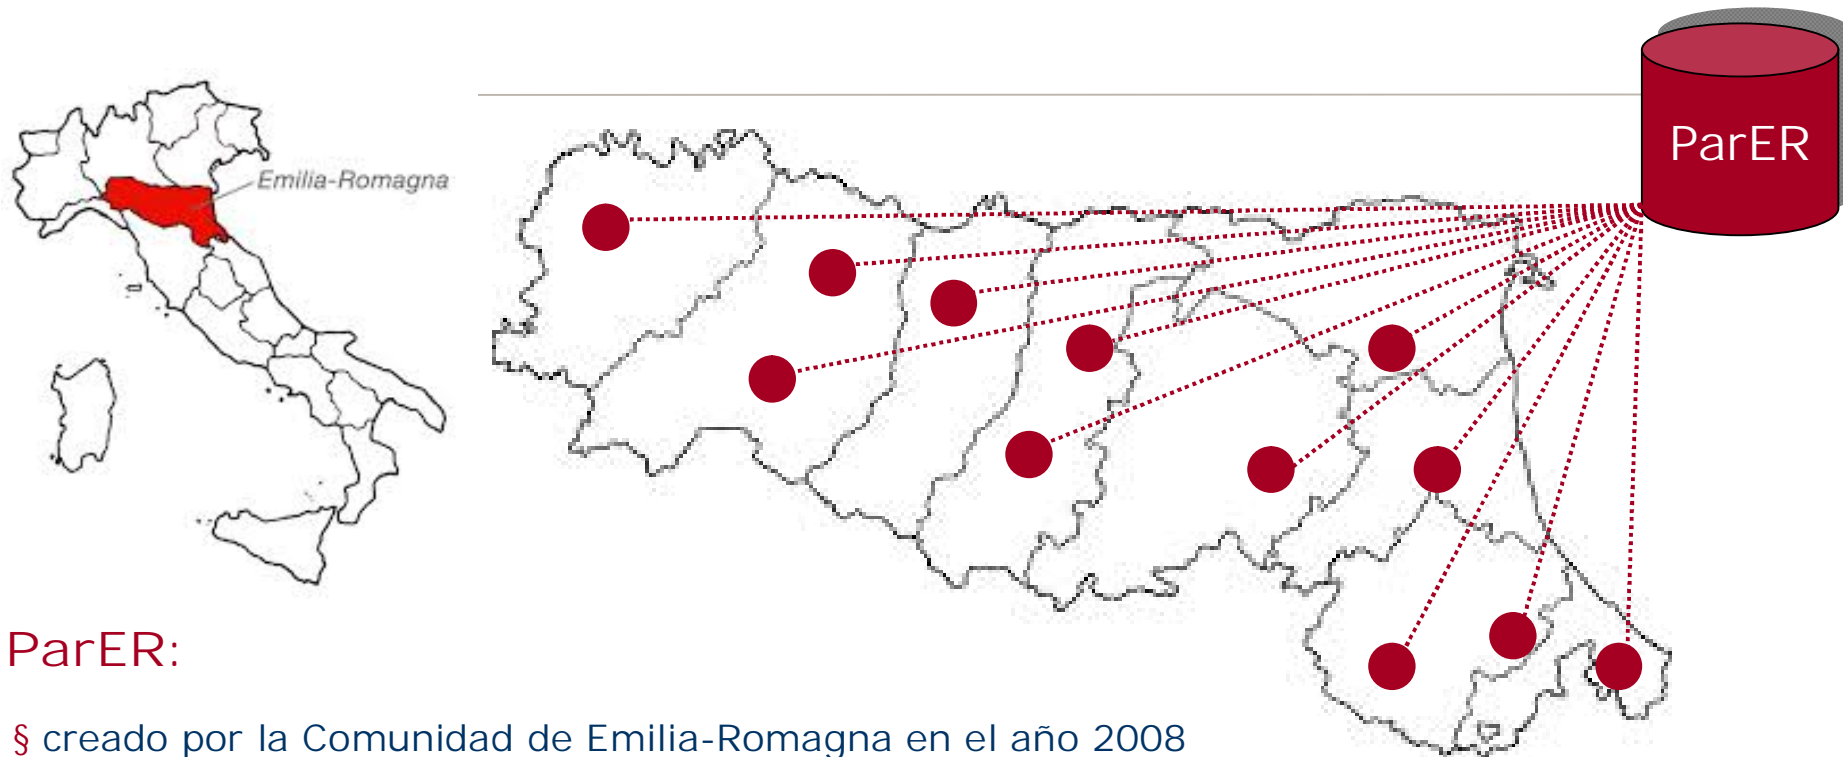 ParER
Emilia-Romagna
ParER:
§ creado por la Comunidad de Emilia-Romagna en el año 2008